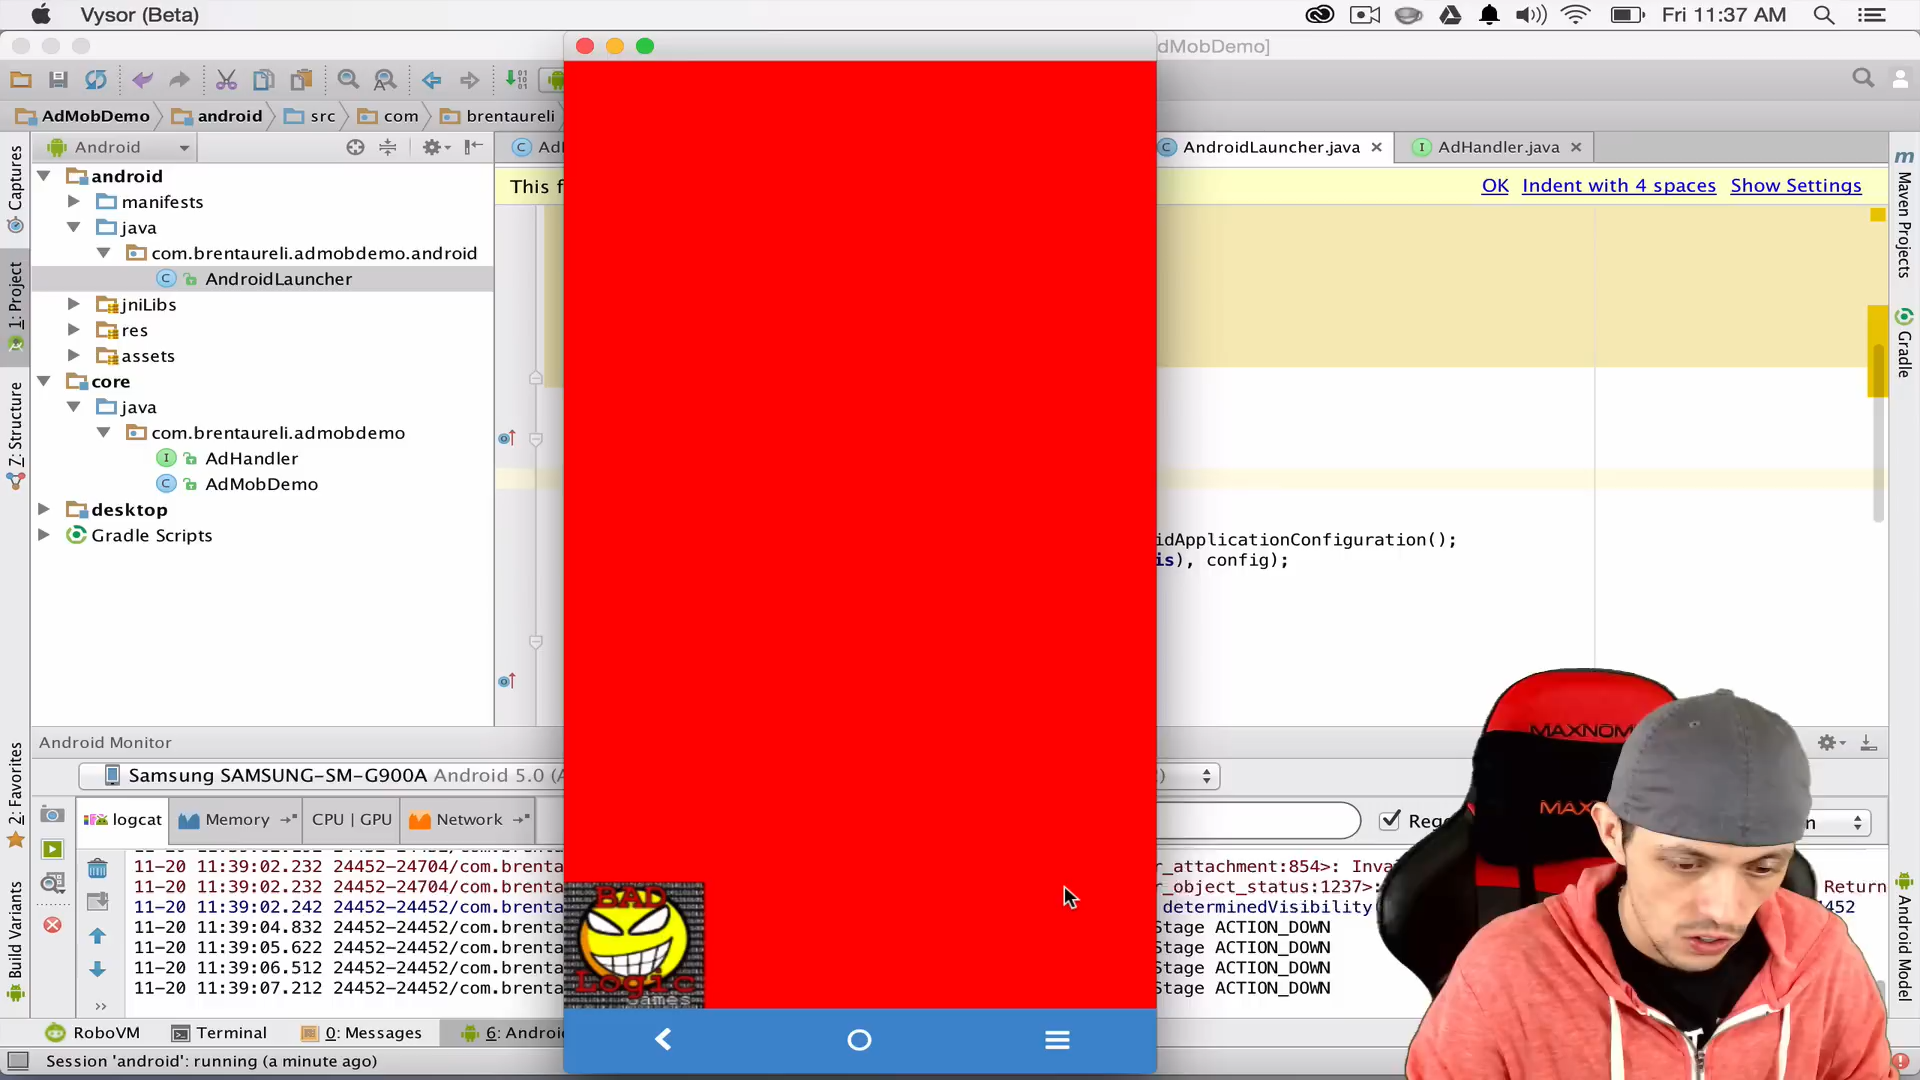 Vysor (Beta)
Fri 11:37 AM
dMobDemo]
AdMobDemo
android
src
com
brentaureli
Android
Ad
AndroidLauncher.java
AdHandler.java
This f
OK
Indent with 4 spaces
Show Settings
Captures
1: Project
Z: Structure
2: Favorites
Build Variants
android
manifests
java
com.brentaureli.admobdemo.android
AndroidLauncher
jniLibs
res
assets
core
java
com.brentaureli.admobdemo
AdHandler
AdMobDemo
desktop
Gradle Scripts
idApplicationConfiguration();
is), config);
Maven Projects
Gradle
Android Model
Android Monitor
Samsung SAMSUNG-SM-G900A Android 5.0 (A
)
logcat
Memory
CPU | GPU
Network
Rege
n
11-20 11:39:02.232 24452-24704/com.brenta
r_attachment:854>: Inva
11-20 11:39:02.232 24452-24704/com.brenta
r_object_status:1237>:
Return
11-20 11:39:02.242 24452-24452/com.brenta
determinedVisibility(
452
11-20 11:39:04.832 24452-24452/com.brenta
Stage ACTION_DOWN
11-20 11:39:05.622 24452-24452/com.brenta
Stage ACTION_DOWN
11-20 11:39:06.512 24452-24452/com.brenta
Stage ACTION_DOWN
11-20 11:39:07.212 24452-24452/com.brenta
Stage ACTION_DOWN
BAD
Logic
Games
MAXNOM
MAX
RoboVM
Terminal
0: Messages
6: Androi
Session 'android': running (a minute ago)